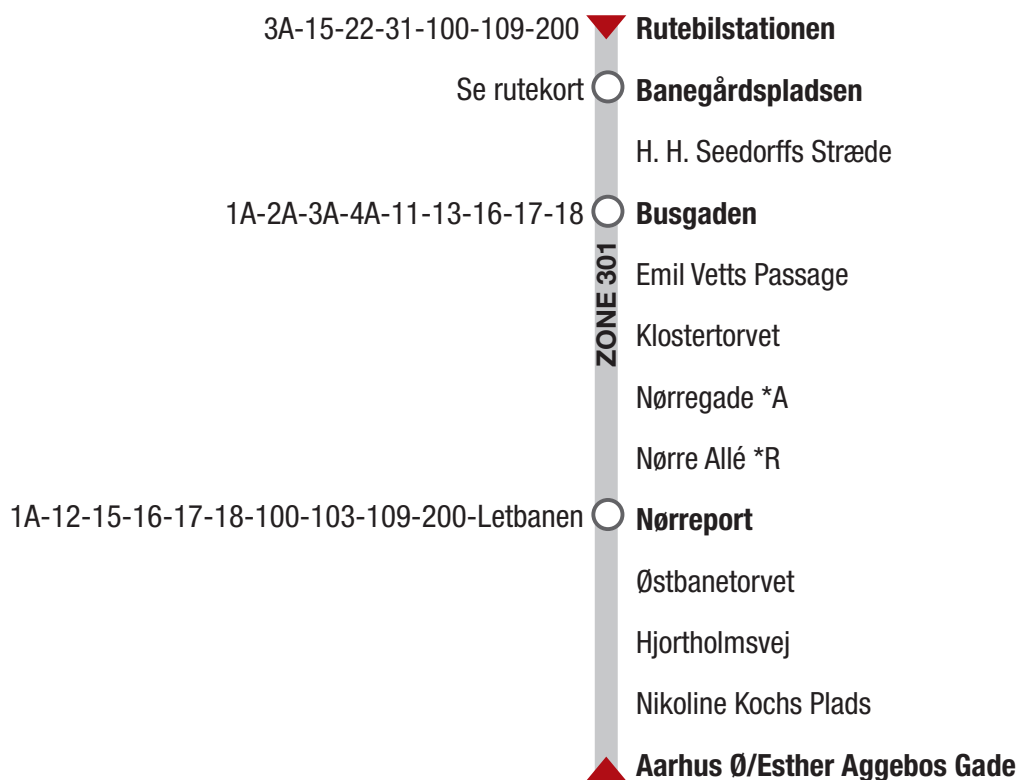 3A-15-22-31-100-109-200 Rutebilstationen
Se rutekort Banegårdspladsen
H. H. Seedorffs Stræde
1A-2A-3A-4A-11-13-16-17-18 Busgaden
ZONE 301
Emil Vetts Passage
Klostertorvet
Nørregade *A
Nørre Allé *R
1A-12-15-16-17-18-100-103-109-200-Letbanen Nørreport
Østbanetorvet
Hjortholmsvej
Nikoline Kochs Plads
Aarhus Ø/Esther Aggebos Gade